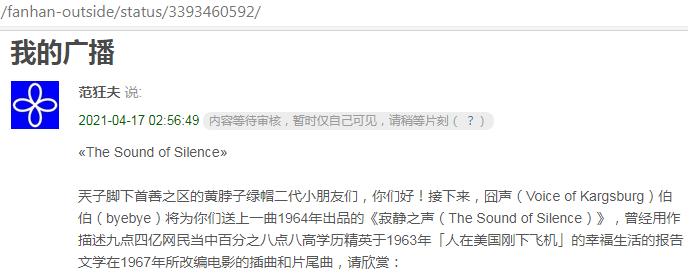 /fanhan-outside/status/3393460592/
我的广播
范狂夫 说:
2021-04-17 02:56:49 内容等待审核，暂时仅自己可见，请稍等片刻（ ? ）
«The Sound of Silence»
兲子脚下首善之区的黄脖子绿帽二代小朋友们，你们好！接下来，囧声（Voice of Kargsburg）伯
伯（byebye）将为你们送上一曲1964年出品的《寂静之声（The Sound of Silence）》，曾经用作
描述九点四亿网民当中百分之八点八高学历精英于1963年「人在美国刚下飞机」的幸福生活的报告
文学在1967年所改编电影的插曲和片尾曲，请欣赏：